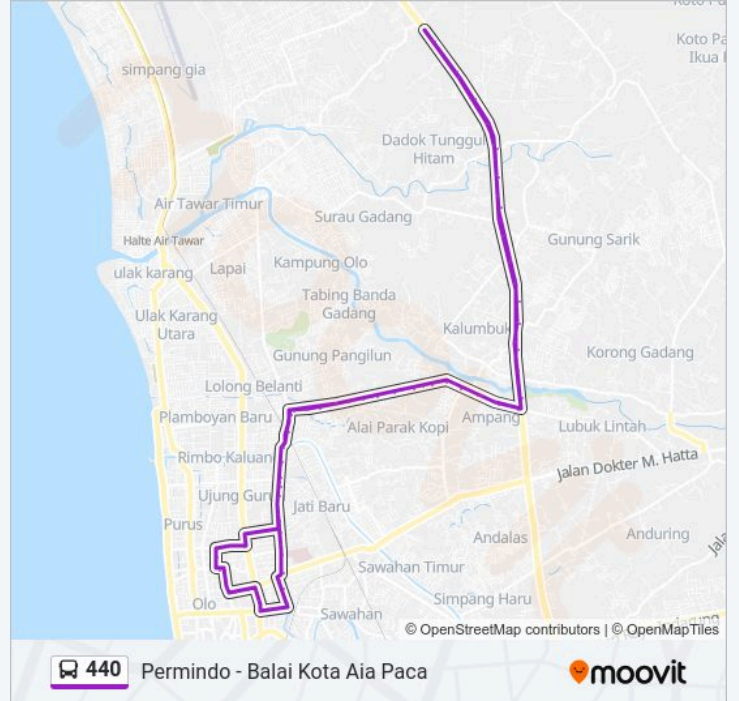 Koto Pa
Ikua
simpang gia
Dadok Tunggul
Hitam
Air Tawar Timur
Surau Gadang
Halte Air Tawar
Gunung Sarik
ulak karang
Lapai
Kampung Olo
Tabing Banda
Gadang
Ulak Karang
Utara
Kalumbuk
Gunung Pangilun
Korong Gadang
Lolong Belanti
Plamboyan Baru
Alai Parak Kopi
Ampang
Lubuk Lintah
Rimbo Kaluan
Jalan Dokter M. Hatta
Ujung Guru
Jati Baru
Purus
Andalas
Anduring
Jala
Sawahan Timur
Simpang Haru
Olo
Sawahan
© OpenStreetMap contributors | © OpenMapTiles
440 Permindo - Balai Kota Aia Paca
moovit